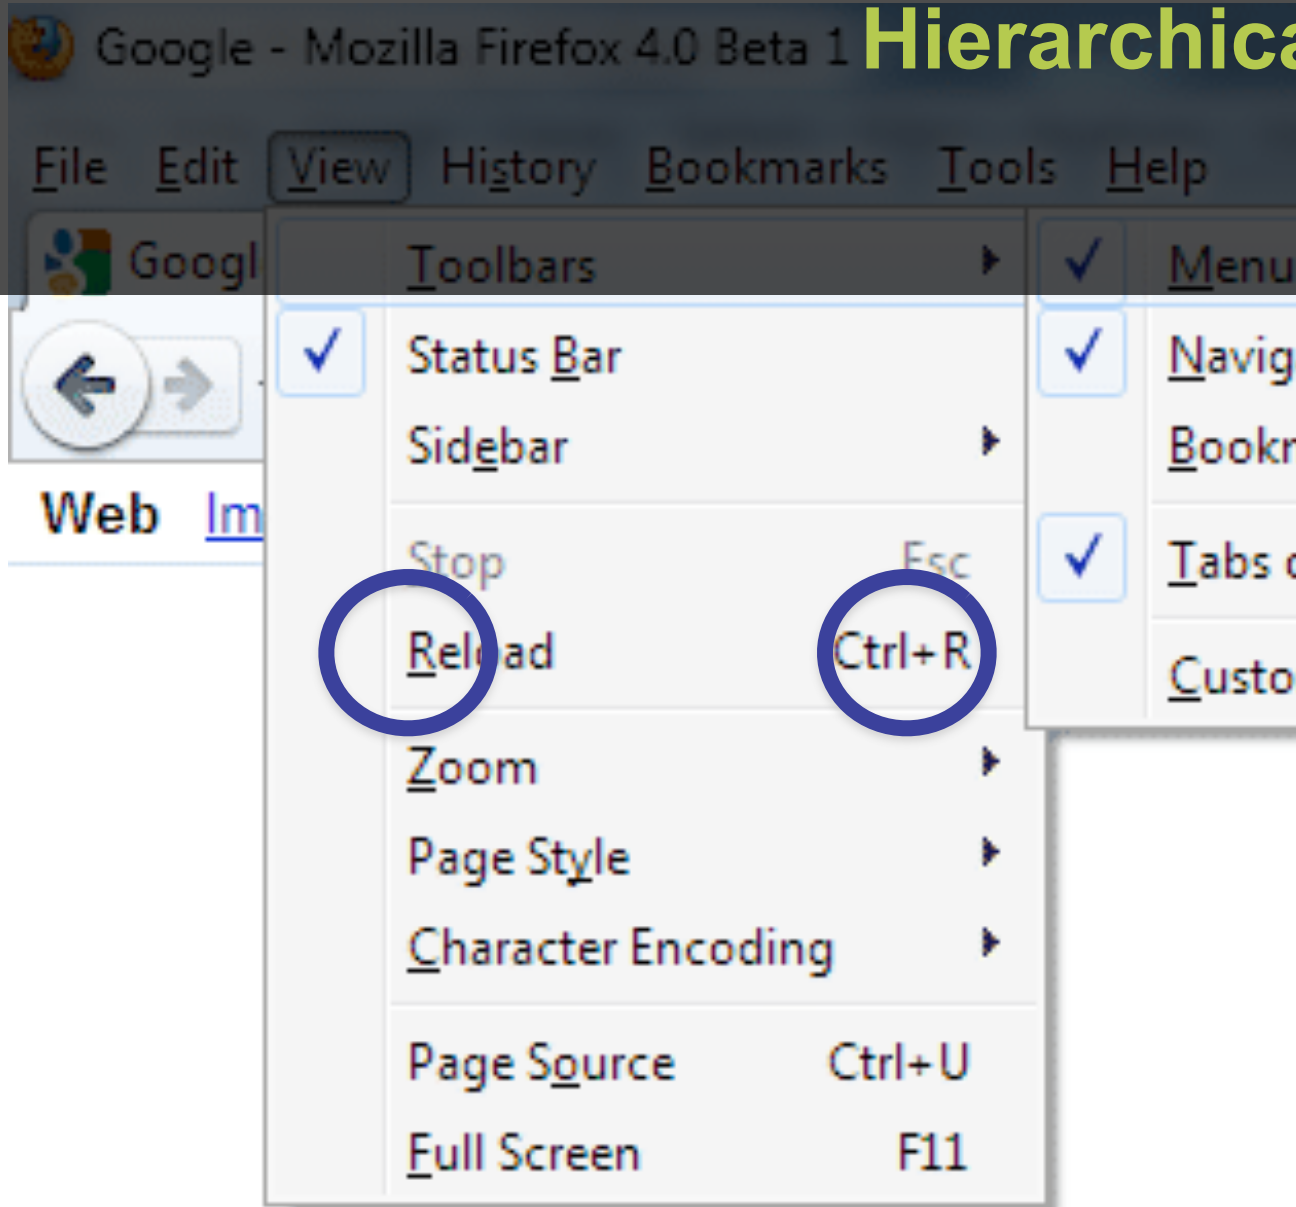 Google - Mozilla Firefox 4.0 Beta 1 Hierarchica
File Edit View History Bookmarks Tools Help
Googl Toolbars Menu
Status Bar Navig
Sidebar Book
Web Im
Stop Esc Tabs
Reload Ctrl+R
Custo
Zoom
Page Style
Character Encoding
Page Source Ctrl+U
Full Screen F11